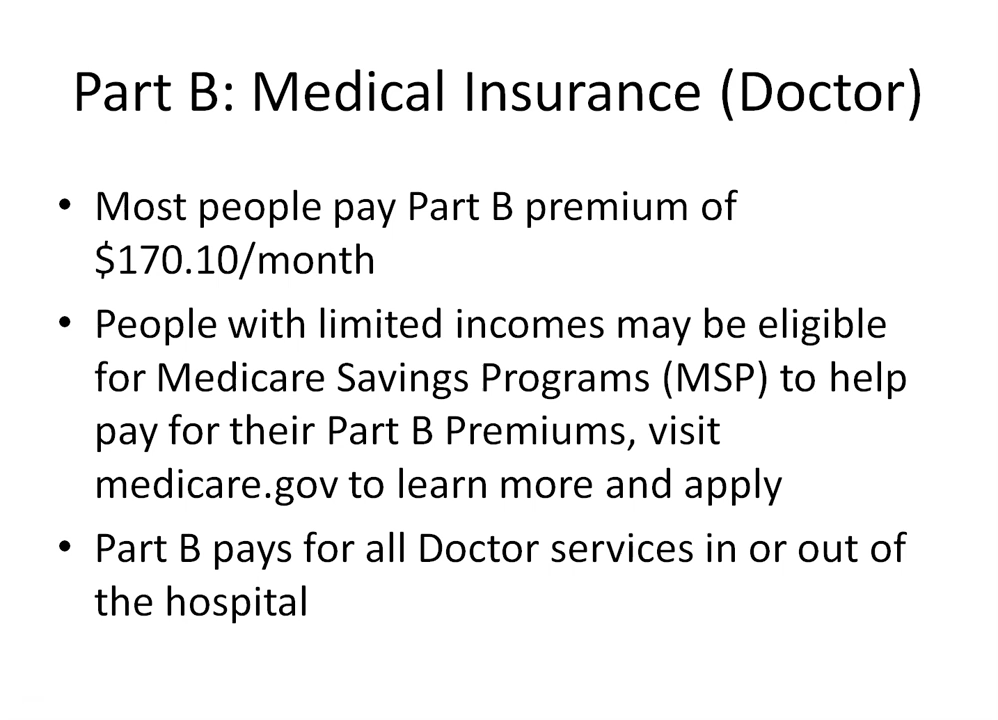 Part B: Medical Insurance (Doctor)
• Most people pay Part B premium of
$170.10/month
• People with limited incomes may be eligible
for Medicare Savings Programs (MSP) to help
pay for their Part B Premiums, visit
medicare.gov to learn more and apply
• Part B pays for all Doctor services in or out of
the hospital